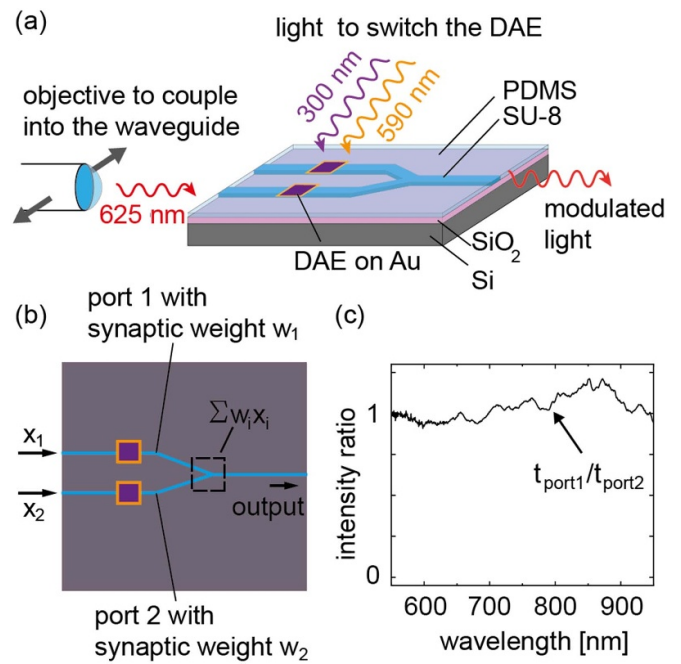 (a)
light to switch the DAE
300 nm
590 nm
objective to couple
into the waveguide
PDMS
SU-8
625 nm
modulated
light
DAE on Au
SiO2
Si
(b)
port 1 with
synaptic weight w1
∑wixi
x1
x2
output
port 2 with
synaptic weight w2
(c)
intensity ratio
1
0
tport1/tport2
600 700 800 900
wavelength [nm]